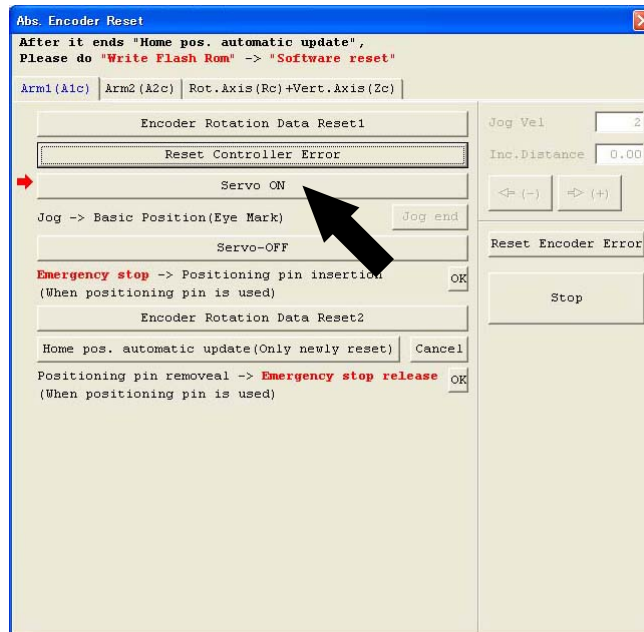 Abs. Encoder Reset
After it ends "Home pos. automatic update",
Please do "Write Flash Rom" -> "Software reset"
Arm1(A1c) Arm2(A2c) Rot.Axis(Rc)+Vert.Axis(Zc)
Encoder Rotation Data Reset1
Reset Controller Error
Servo ON
Jog -> Basic Position(Eye Mark) Jog end
Servo-OFF
Emergency stop -> Positioning pin insertion OK
(When positioning pin is used)
Encoder Rotation Data Reset2
Home pos. automatic update(Only newly reset) Cancel
Positioning pin removeal -> Emergency stop release OK
(When positioning pin is used)
Jog Vel 2
Inc.Distance 0.00
(-) (+)
Reset Encoder Error
Stop